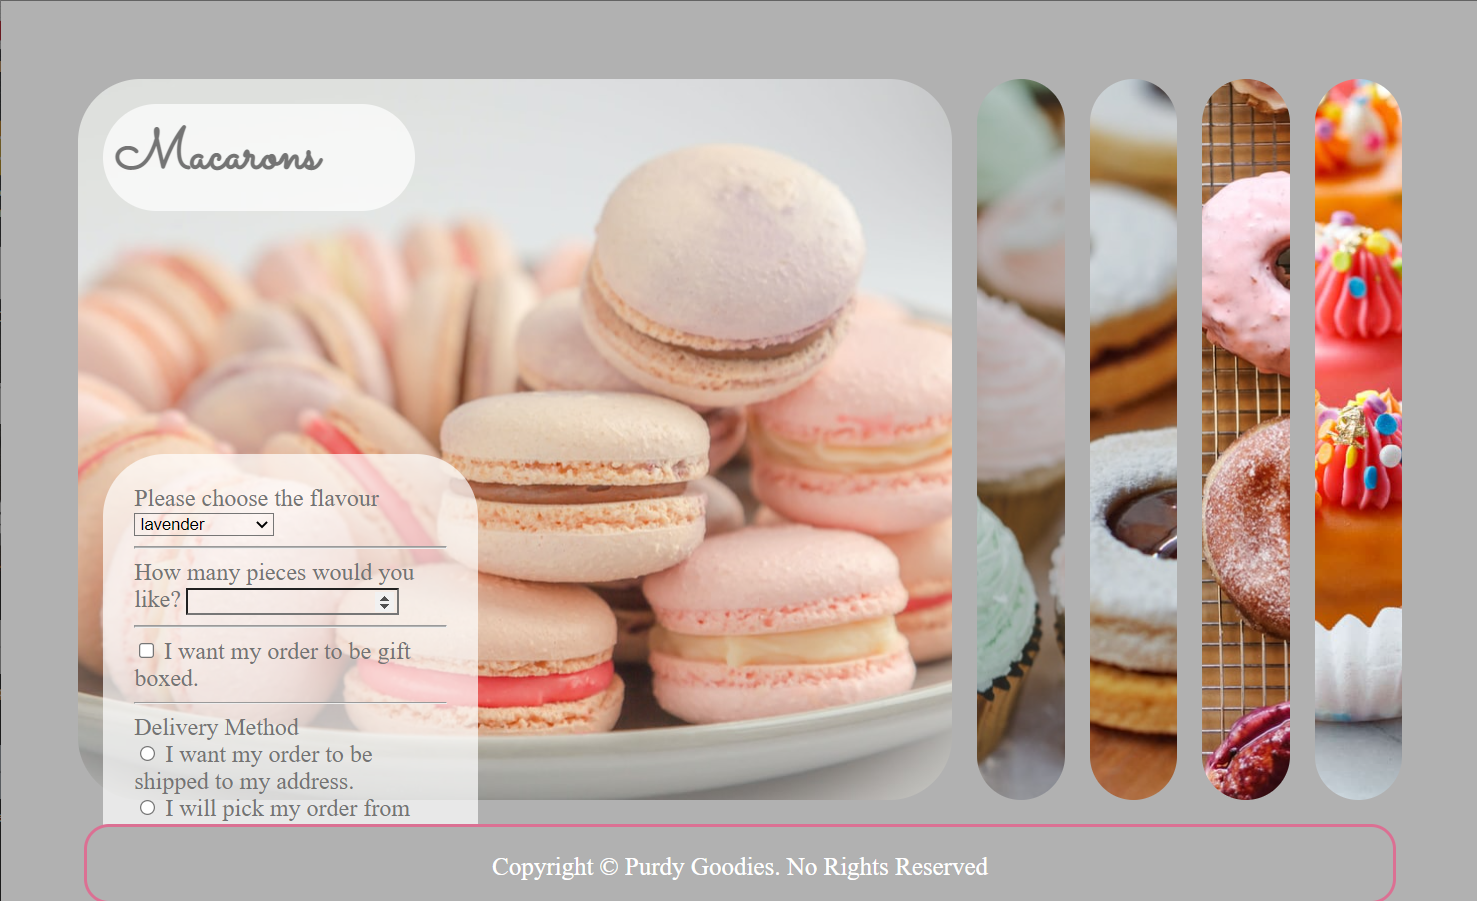 Macarons
Please choose the flavour
lavender
How many pieces would you
like?
I want my order to be gift
boxed.
Delivery Method
I want my order to be
shipped to my address.
I will pick my order from
Copyright © Purdy Goodies. No Rights Reserved